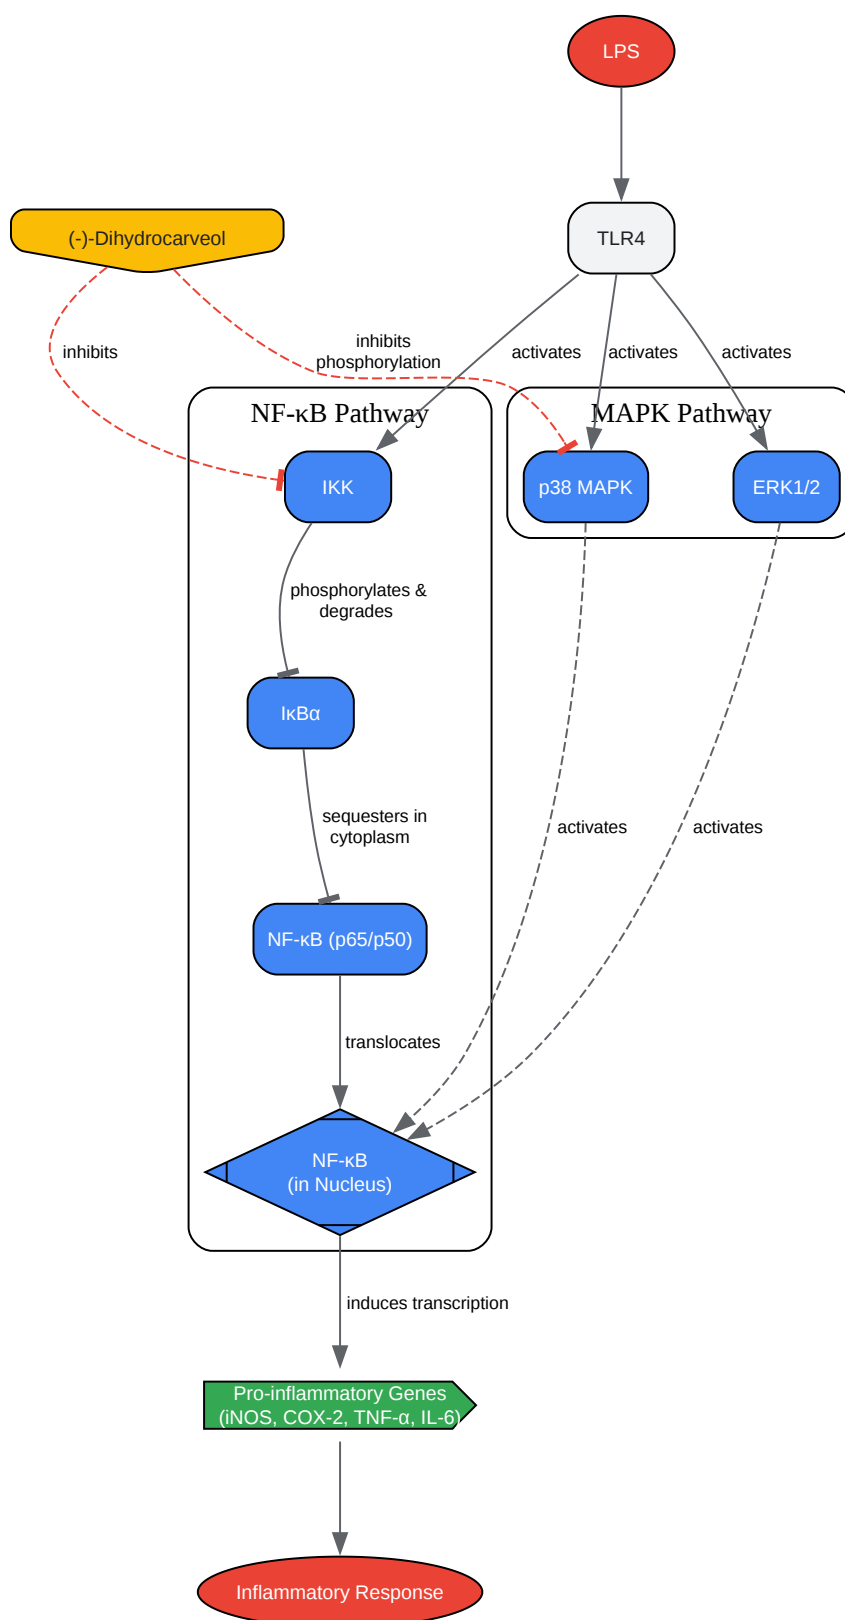 LPS
(-)-Dihydrocarveol
TLR4
inhibits
inhibits
phosphorylation
activates
activates
activates
NF-κB Pathway
MAPK Pathway
IKK
p38 MAPK
ERK1/2
phosphorylates &
degrades
IκBα
sequesters in
cytoplasm
activates
activates
NF-κB (p65/p50)
translocates
NF-κB
(in Nucleus)
induces transcription
Pro-inflammatory Genes
(iNOS, COX-2, TNF-α, IL-6)
Inflammatory Response